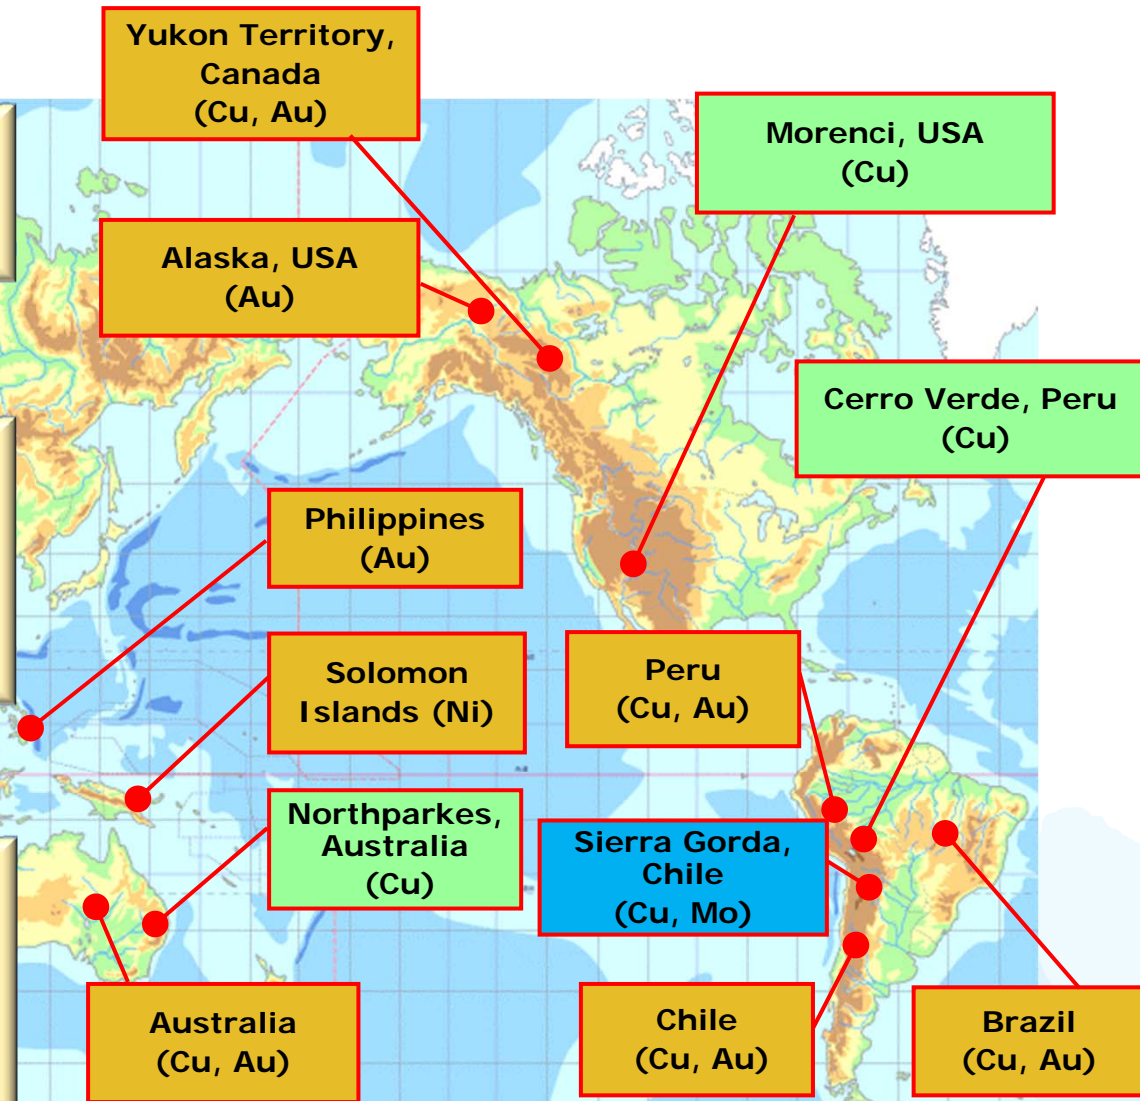 Yukon Territory,
Canada
(Cu, Au)
Morenci, USA
(Cu)
Alaska, USA
(Au)
Cerro Verde, Peru
(Cu)
Philippines
(Au)
Solomon
Islands (Ni)
Peru
(Cu, Au)
Northparkes,
Australia
(Cu)
Sierra Gorda,
Chile
(Cu, Mo)
Australia
(Cu, Au)
Chile
(Cu, Au)
Brazil
(Cu, Au)